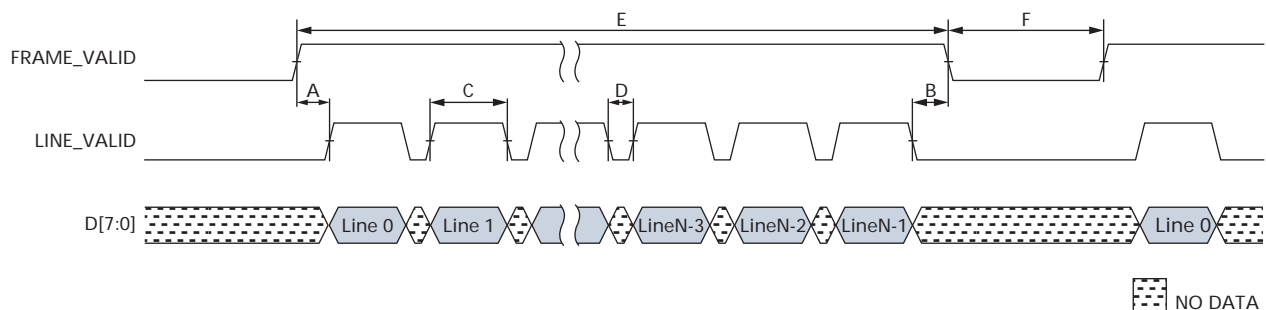 E
F
FRAME_VALID
A
C
D
B
LINE_VALID
D[7:0]
Line 0
Line 1
LineN-3
LineN-2
LineN-1
Line 0
NO DATA